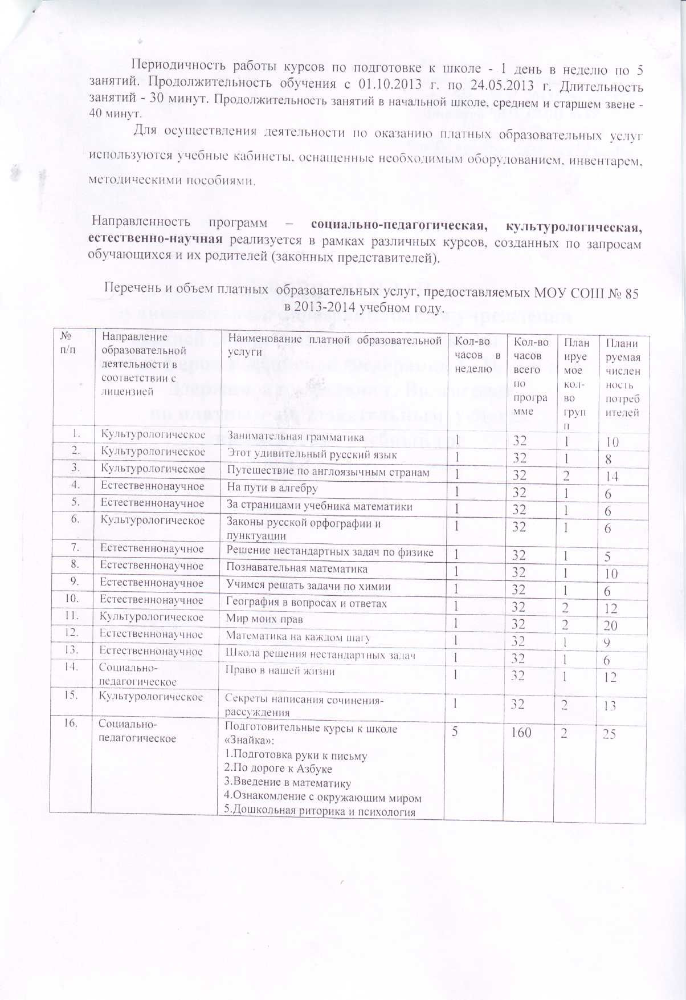 Периодичность работы курсов по подготовке к школе - 1 день в неделю по 5
занятий. Продолжительность обучения с 01.10.2013 г. по 24.05.2013 г. Длительность
занятий - 30 минут. Продолжительность занятий в начальной школе, среднем и старшем звене -
40 минут.
Для осуществления деятельности по оказанию платных образовательных услуг
используются учебные кабинеты, оснащенные необходимым оборудованием, инвентарем,
методическими пособиями.
Направленность программ – социально-педагогическая, культурологическая,
естественно-научная реализуется в рамках различных курсов, созданных по запросам
обучающихся и их родителей (законных представителей).
Перечень и объем платных образовательных услуг, предоставляемых МОУ СОШ № 85
в 2013-2014 учебном году.
№ Направление Наименование платной образовательной Кол-во Кол-во План Плани
п/п образовательной услуги часов в часов ируе руемая
деятельности в неделю всего мое числен
соответствии с по кол- ность
лицензией програ во потреб
мме груп ителей
п
1. Культурологическое Занимательная грамматика 1 32 1 10
2. Культурологическое Этот удивительный русский язык 1 32 1 8
3. Культурологическое Путешествие по англоязычным странам 1 32 2 14
4. Естественнонаучное На пути в алгебру 1 32 1 6
5. Естественнонаучное За страницами учебника математики 1 32 1 6
6. Культурологическое Законы русской орфографии и 1 32 1 6
пунктуации
7. Естественнонаучное Решение нестандартных задач по физике 1 32 1 5
8. Естественнонаучное Познавательная математика 1 32 1 10
9. Естественнонаучное Учимся решать задачи по химии 1 32 1 6
10. Естественнонаучное География в вопросах и ответах 1 32 2 12
11. Культурологическое Мир моих прав 1 32 2 20
12. Естественнонаучное Математика на каждом шагу 1 32 1 9
13. Естественнонаучное Школа решения нестандартных задач 1 32 1 6
14. Социально- Право в нашей жизни 1 32 1 12
педагогическое
15. Культурологическое Секреты написания сочинения- 1 32 2 13
рассуждения
16. Социально- Подготовительные курсы к школе 5 160 2 25
педагогическое «Знайка»:
1.Подготовка руки к письму
2.По дороге к Азбуке
3.Введение в математику
4.Ознакомление с окружающим миром
5.Дошкольная риторика и психология